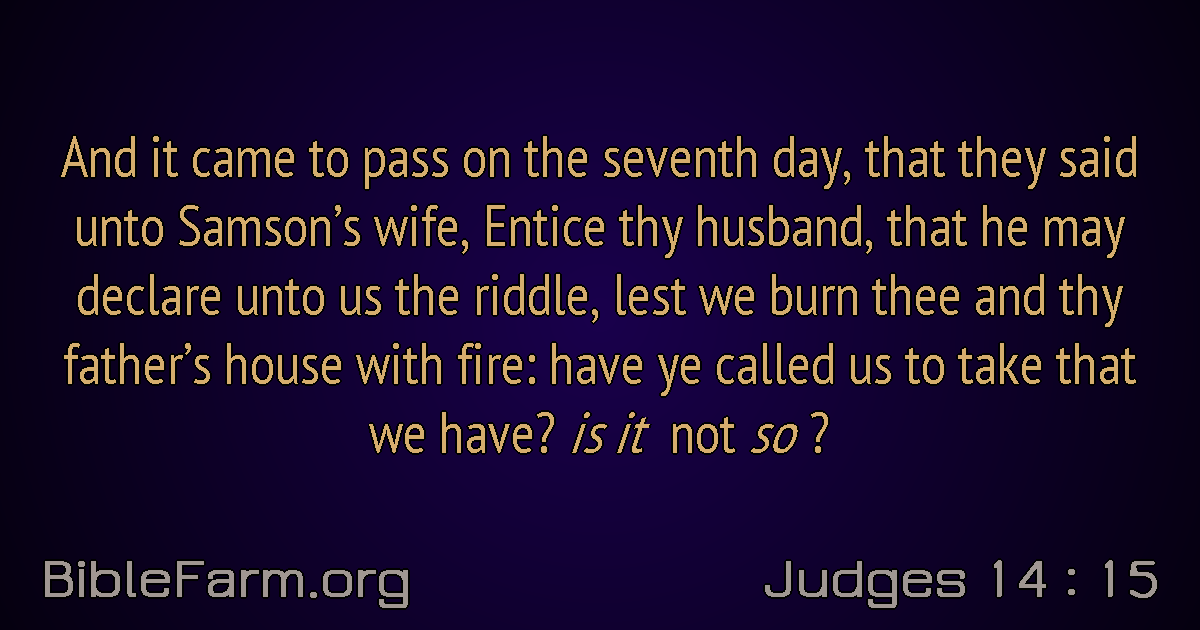 And it came to pass on the seventh day, that they said
unto Samson’s wife, Entice thy husband, that he may
declare unto us the riddle, lest we burn thee and thy
father’s house with fire: have ye called us to take that
we have? is it not so ?
BibleFarm.org
Judges 14 : 15